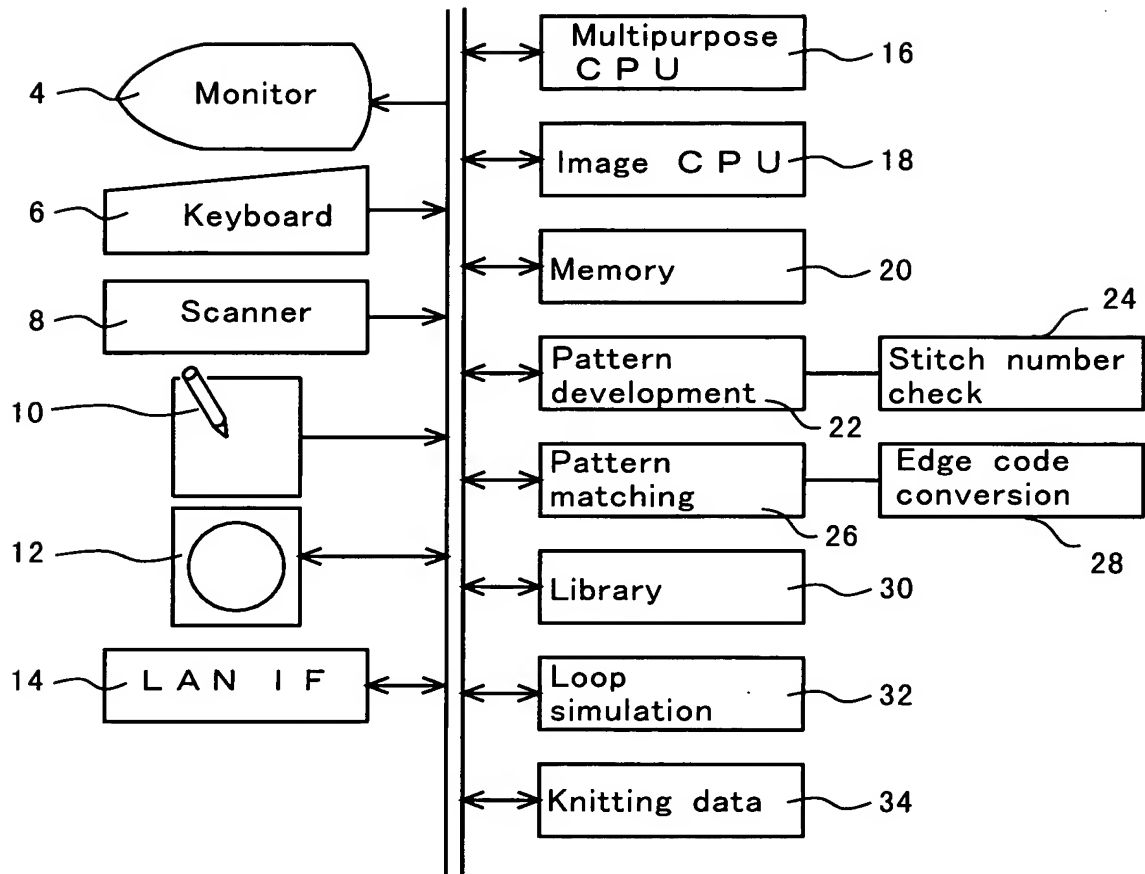 4
Monitor
6
Keyboard
8
Scanner
10
12
14
LAN IF
Multipurpose
CPU
16
Image CPU
18
Memory
20
Pattern
development
22
Stitch number
check
24
Pattern
matching
26
Edge code
conversion
28
Library
30
Loop
simulation
32
Knitting data
34